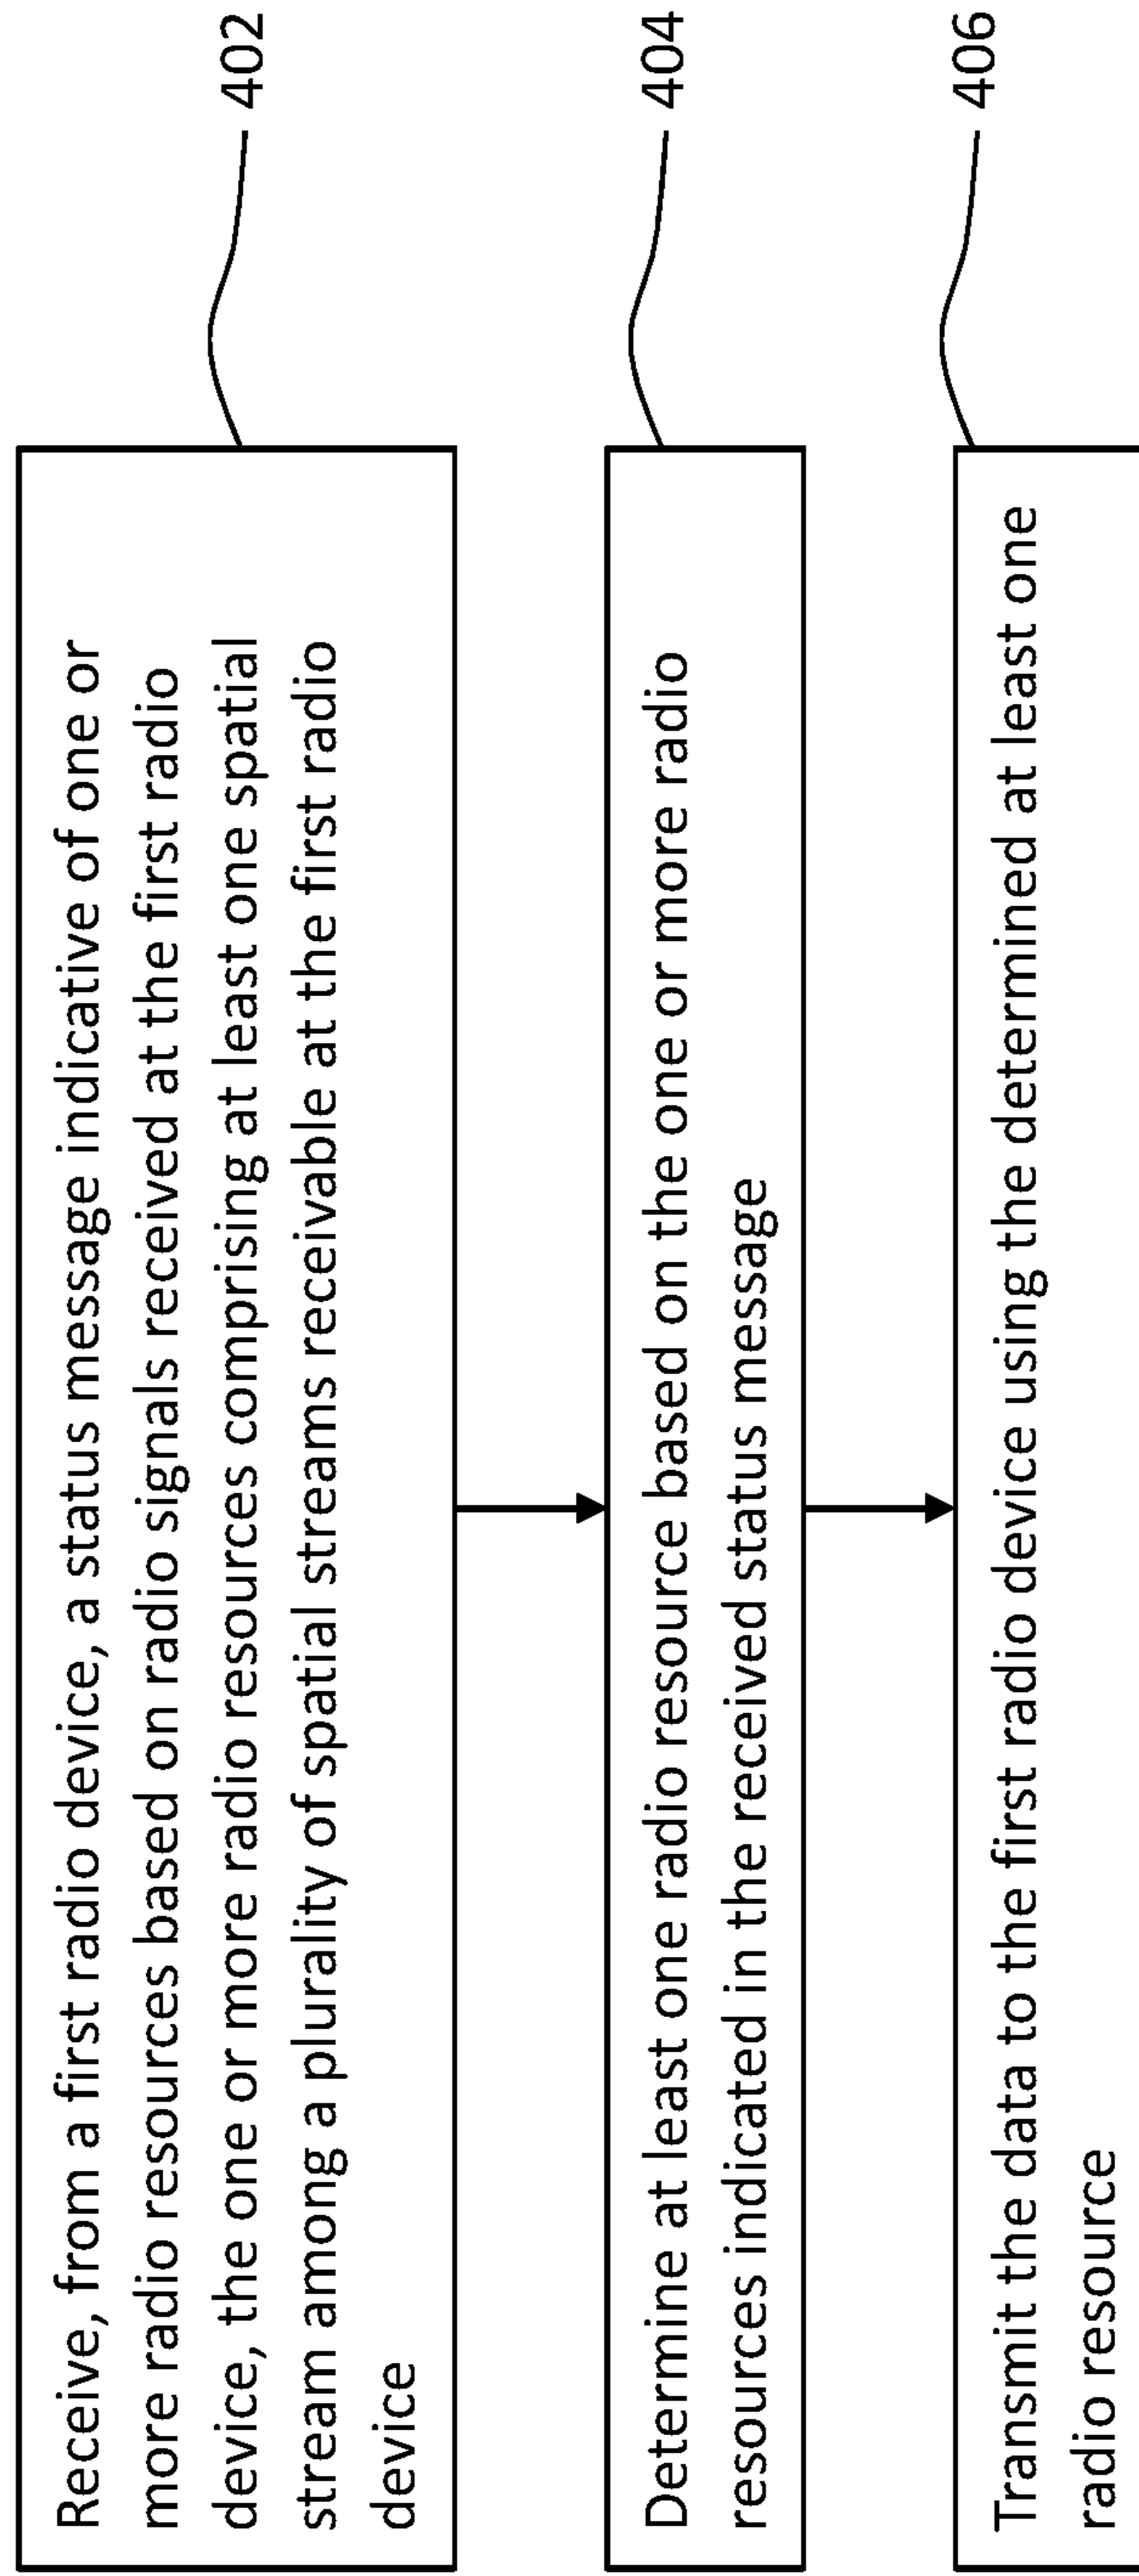 Receive, from a first radio device, a status message indicative of one or
more radio resources based on radio signals received at the first radio
device, the one or more radio resources comprising at least one spatial
stream among a plurality of spatial streams receivable at the first radio
device
402
Determine at least one radio resource based on the one or more radio
resources indicated in the received status message
404
Transmit the data to the first radio device using the determined at least one
radio resource
406